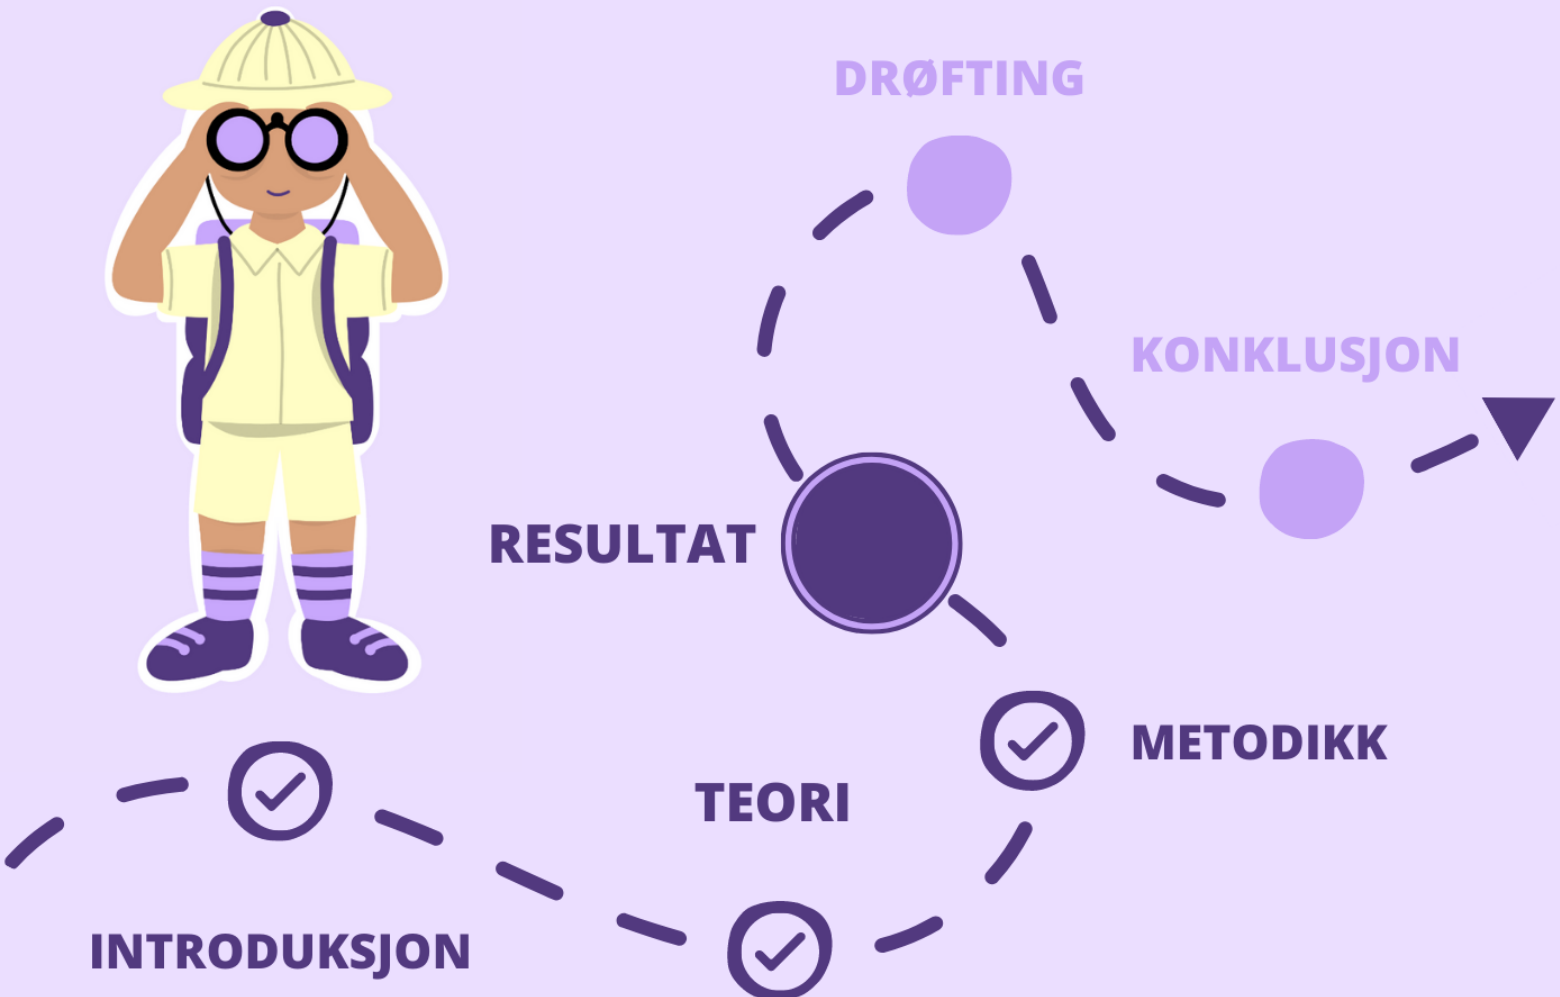 DRØFTING
KONKLUSJON
RESULTAT
METODIKK
TEORI
INTRODUKSJON